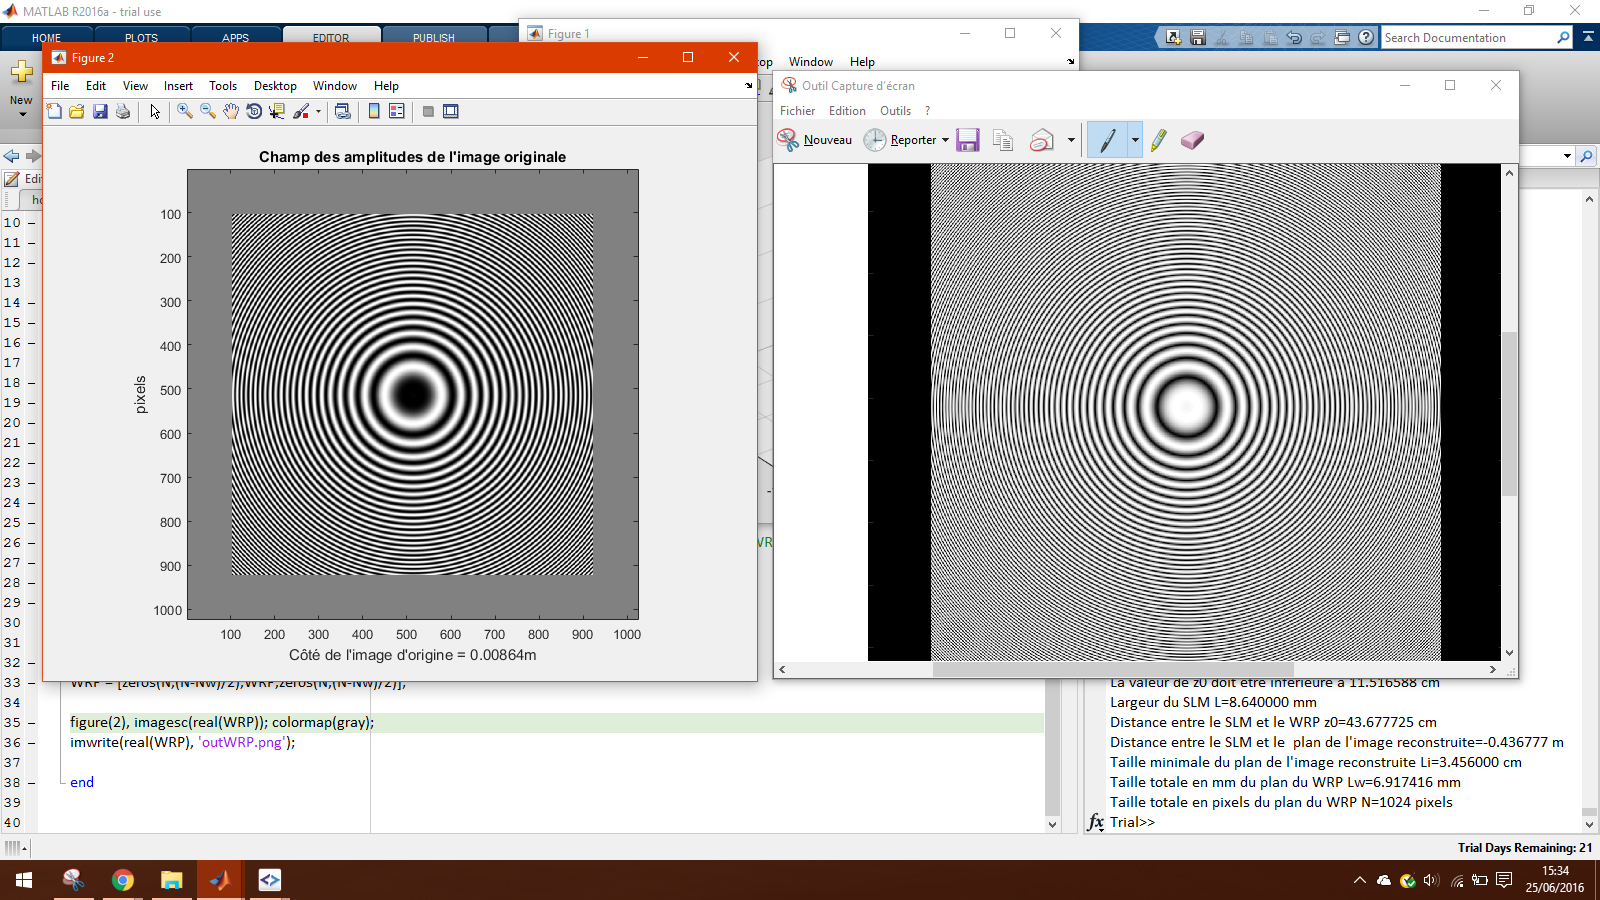 MATLAB R2016a - trial use
HOME
PLOTS
APPS
EDITOR
PUBLISH
Search Documentation
New
Figure 1
Window
Help
Figure 2
File
Edit
View
Insert
Tools
Desktop
Window
Help
Champ des amplitudes de l'image originale
100
200
300
400
500
600
700
800
900
1000
pixels
100
200
300
400
500
600
700
800
900
1000
Côté de l'image d'origine = 0.00864m
Outil Capture d'écran
Fichier
Edition
Outils
?
Nouveau
Reporter
10
11
12
13
14
15
16
17
18
19
20
21
22
23
24
25
26
27
28
29
30
31
32
33
WRP = [zeros(N,(N-Nw)/2),WRP,zeros(N,(N-Nw)/2)];
34
35
figure(2), imagesc(real(WRP)); colormap(gray);
36
imwrite(real(WRP), 'outWRP.png');
37
38
end
39
40
La valeur de z0 doit etre inferieure a 11.516588 cm
Largeur du SLM L=8.640000 mm
Distance entre le SLM et le WRP z0=43.677725 cm
Distance entre le SLM et le  plan de l'image reconstruite=-0.436777 m
Taille minimale du plan de l'image reconstruite Li=3.456000 cm
Taille totale en mm du plan du WRP Lw=6.917416 mm
Taille totale en pixels du plan du WRP N=1024 pixels
fx Trial>>
Trial Days Remaining: 21
15:34
25/06/2016